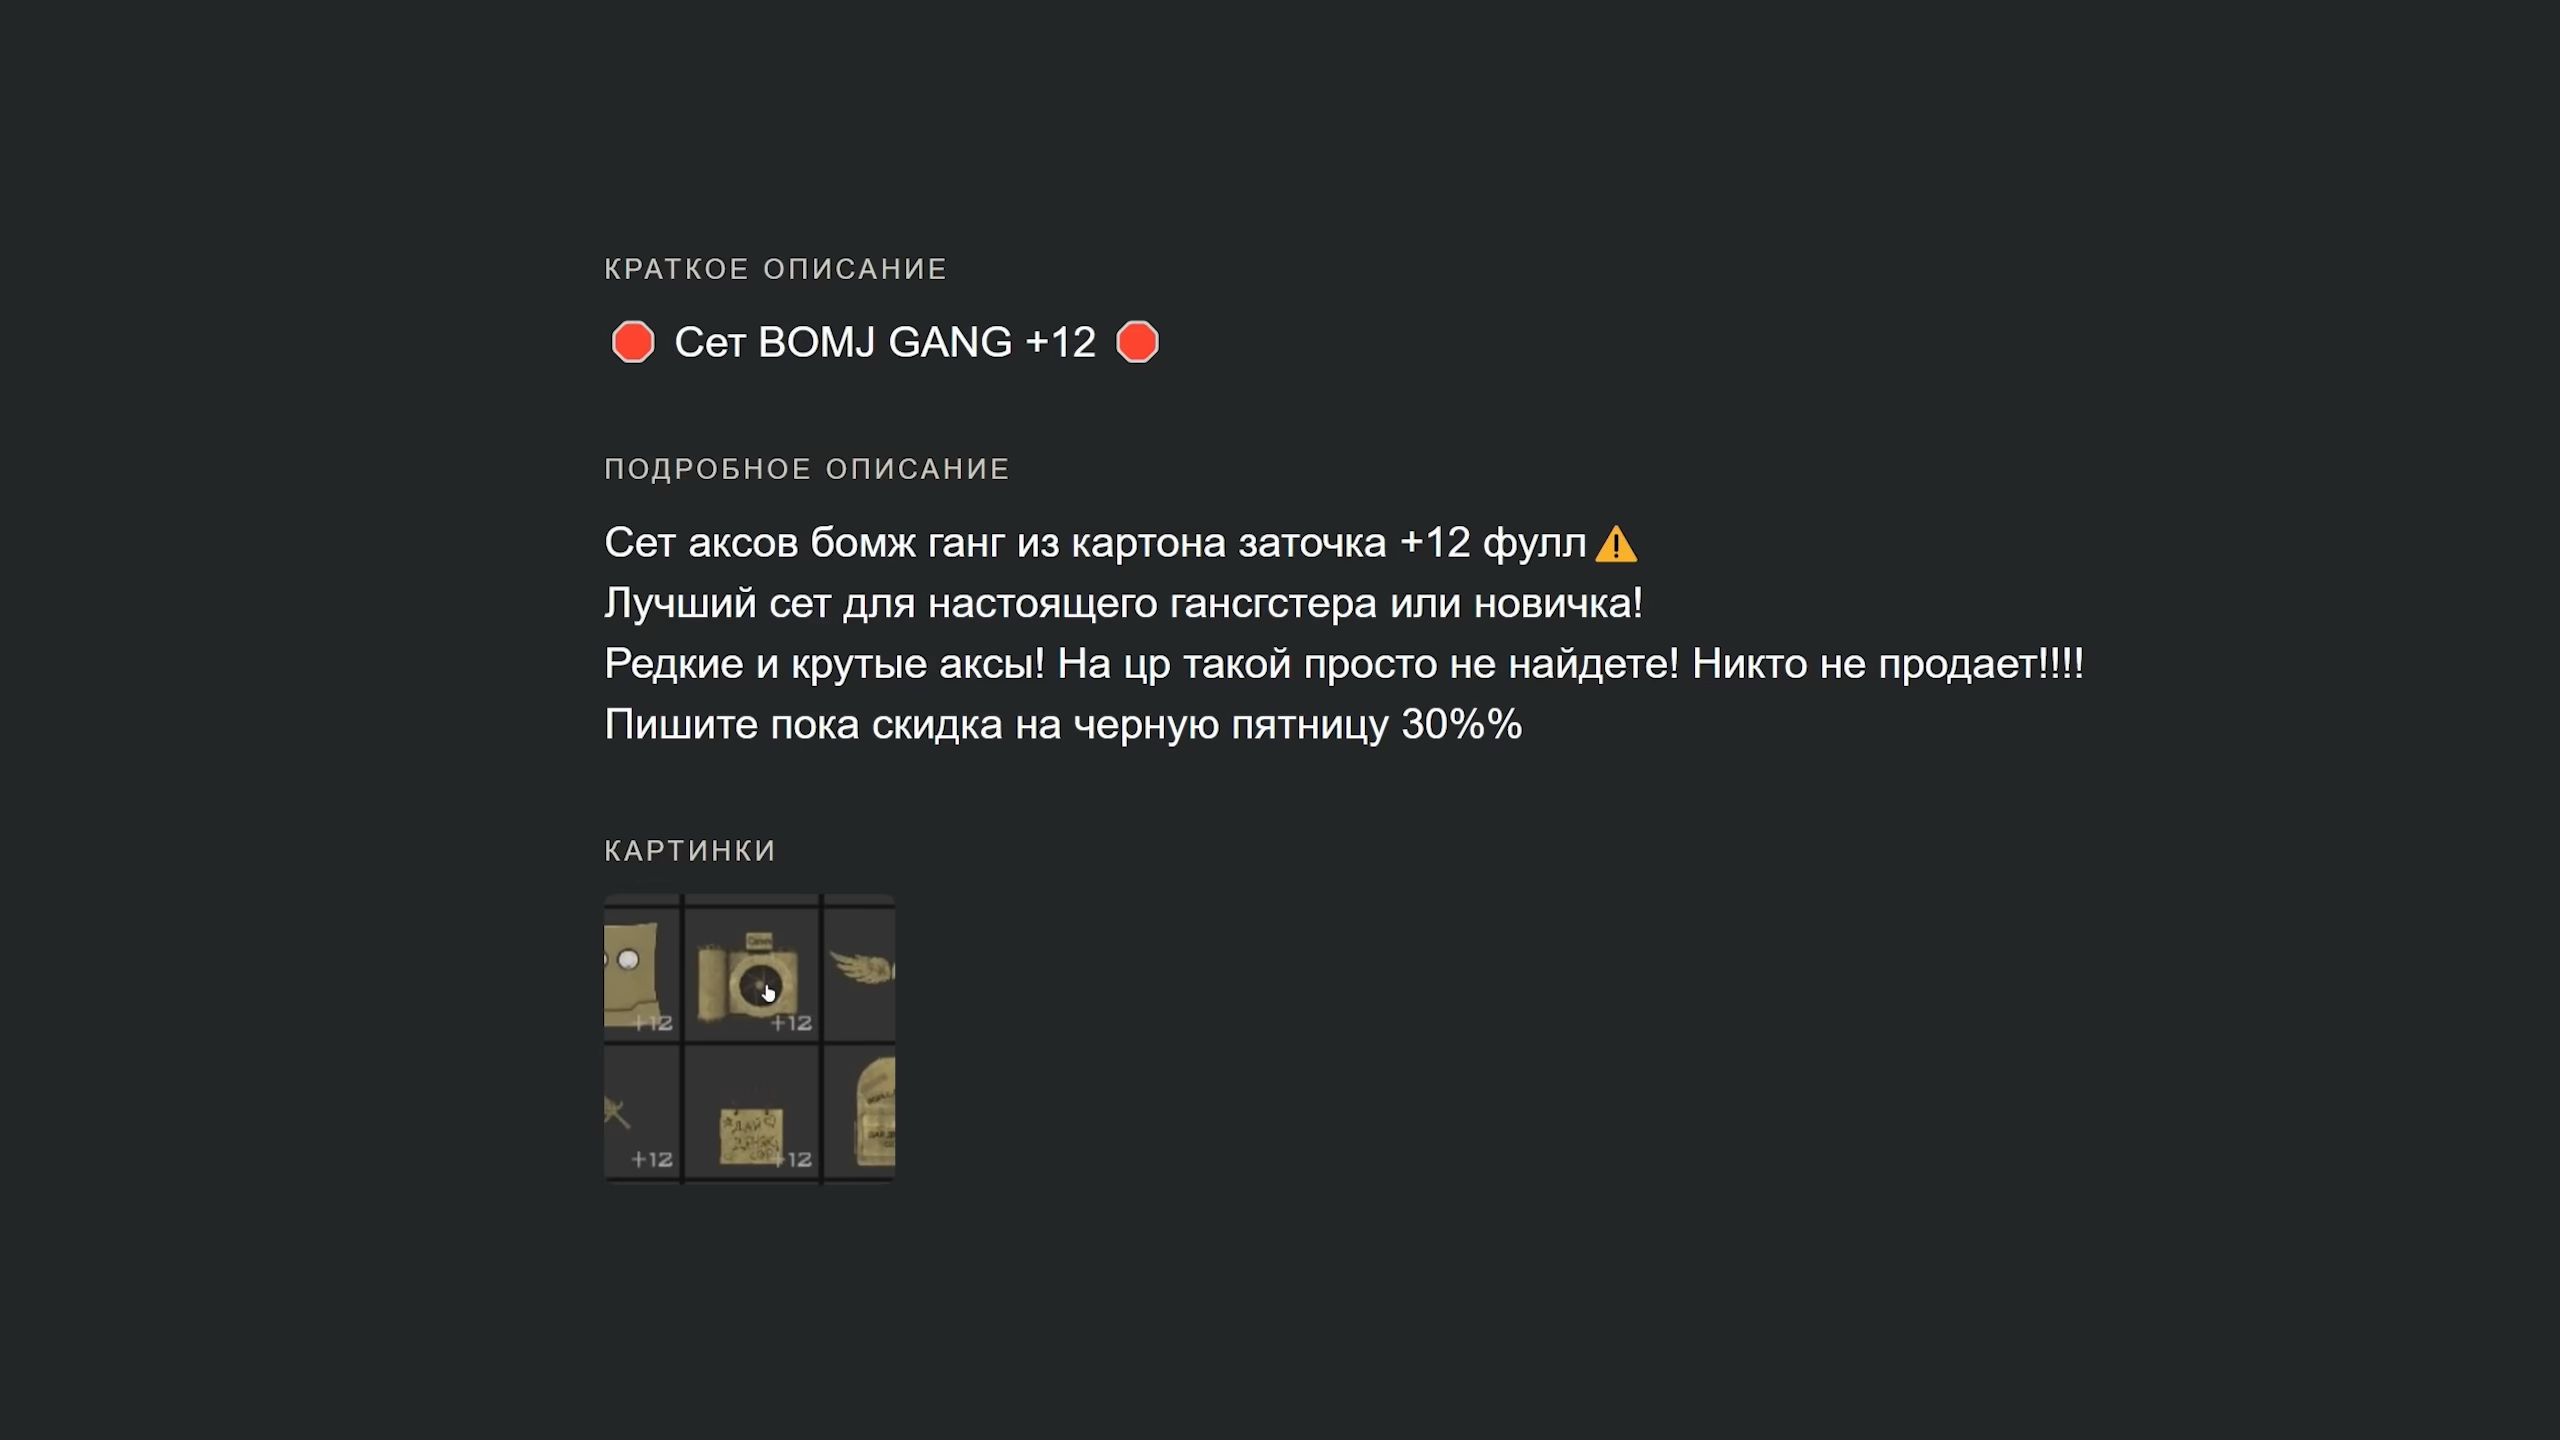 КРАТКОЕ ОПИСАНИЕ
🛑 Сет BOMJ GANG +12 🛑
ПОДРОБНОЕ ОПИСАНИЕ
Сет аксов бомж ганг из картона заточка +12 фулл⚠️
Лучший сет для настоящего гансгстера или новичка!
Редкие и крутые аксы! На цр такой просто не найдете! Никто не продает!!!!
Пишите пока скидка на черную пятницу 30%%
КАРТИНКИ
+12 +12
ДАЙ
+12 +12